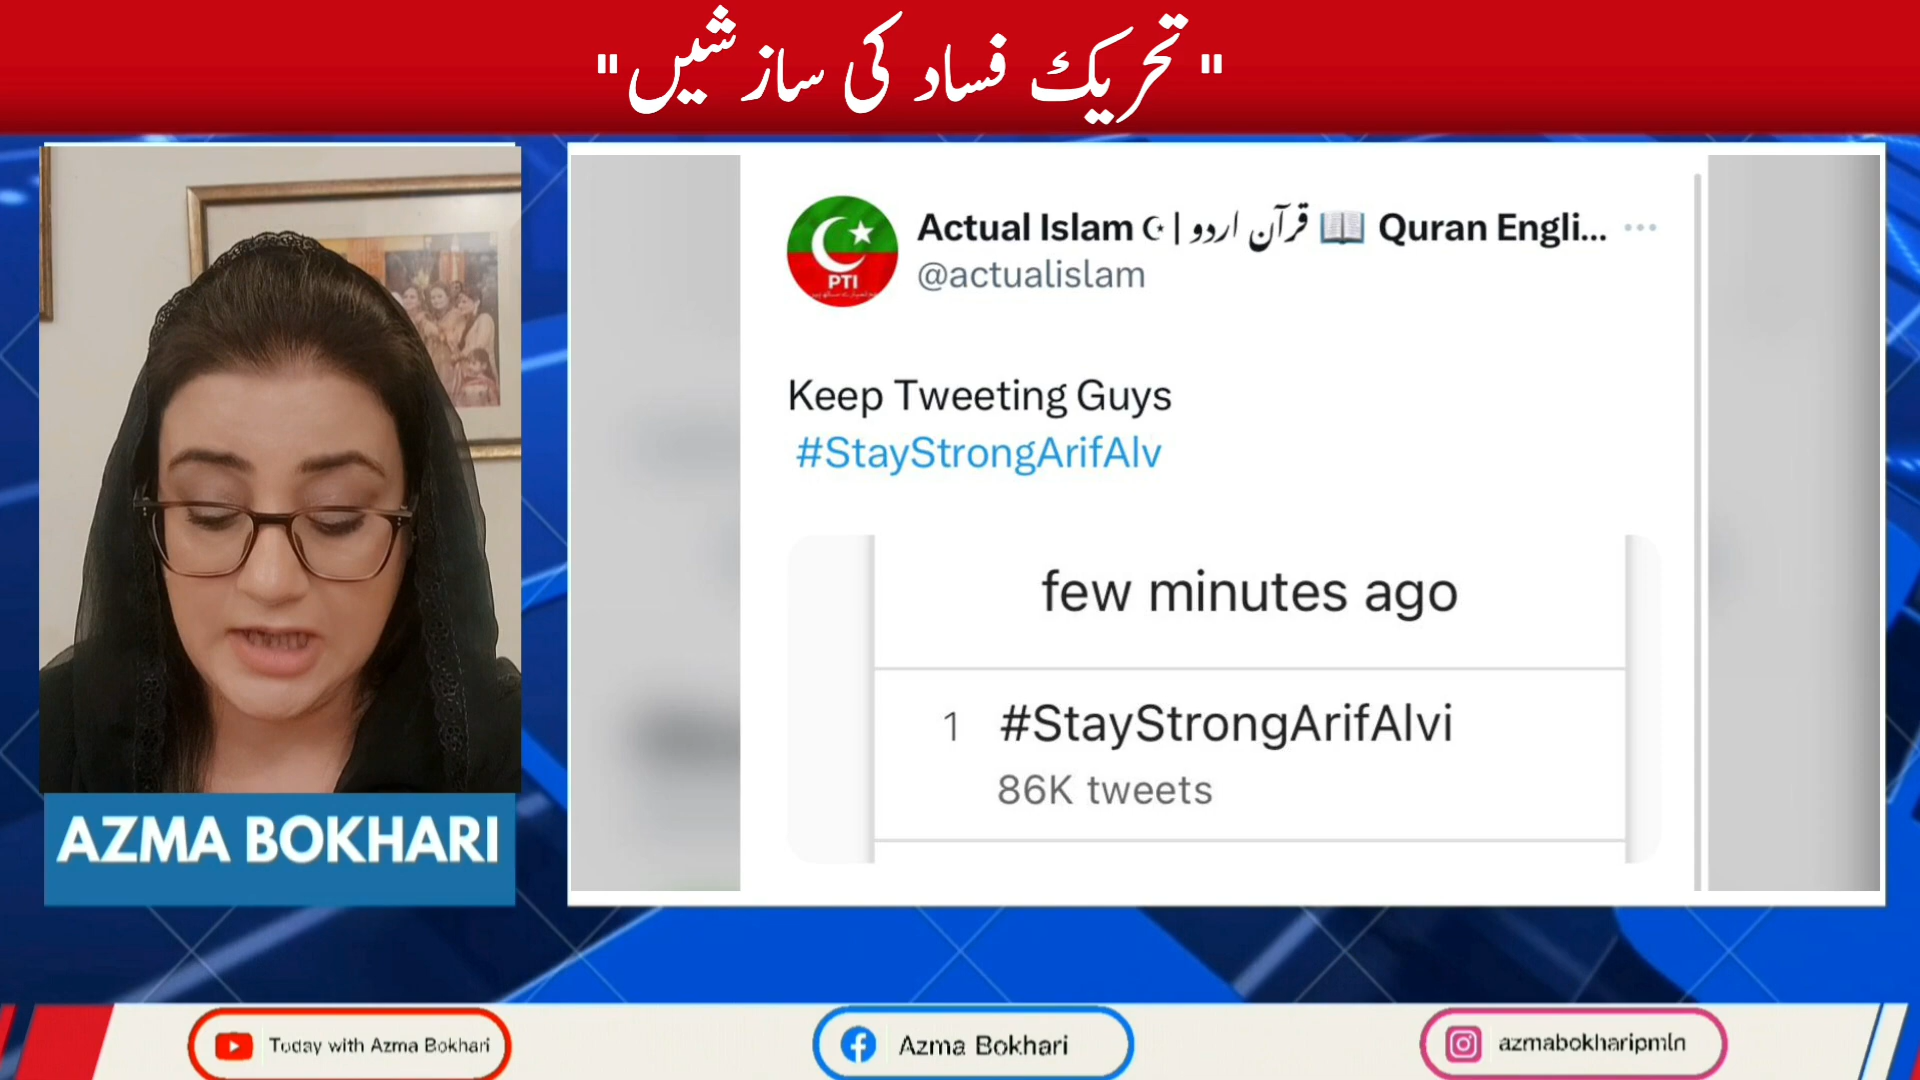 "تحریک فساد کی سازشیں"
Actual Islam ☪ | قرآن اردو 📖 Quran Engli... ...
@actualislam
PTI
Keep Tweeting Guys
#StayStrongArifAlv
few minutes ago
1 #StayStrongArifAlvi
86K tweets
AZMA BOKHARI
Today with Azma Bokhari
Azma Bokhari
azmabokharipmln